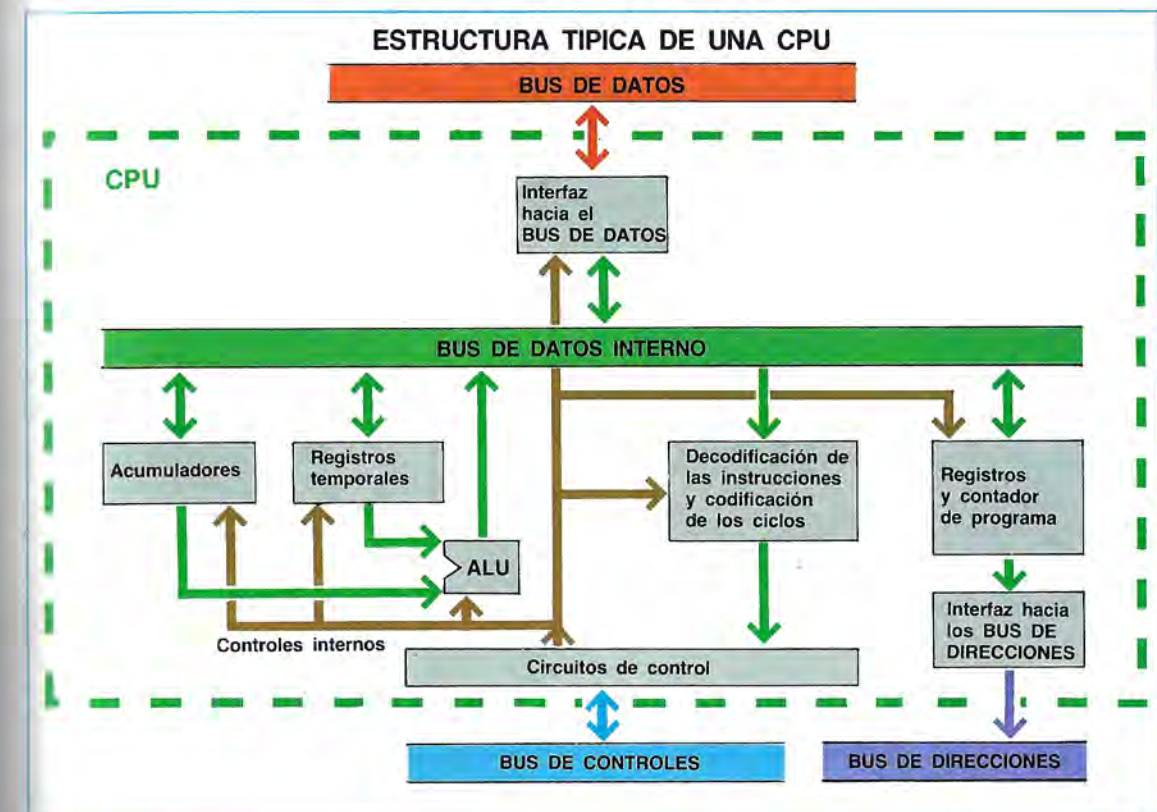 ESTRUCTURA TIPICA DE UNA CPU
BUS DE DATOS
CPU
Interfaz
hacia el
BUS DE DATOS
BUS DE DATOS INTERNO
Acumuladores
Registros
temporales
Decodificación de
las instrucciones
y codificación
de los ciclos
Registros
y contador
de programa
ALU
Interfaz hacia
los BUS DE
DIRECCIONES
Controles internos
Circuitos de control
BUS DE CONTROLES
BUS DE DIRECCIONES